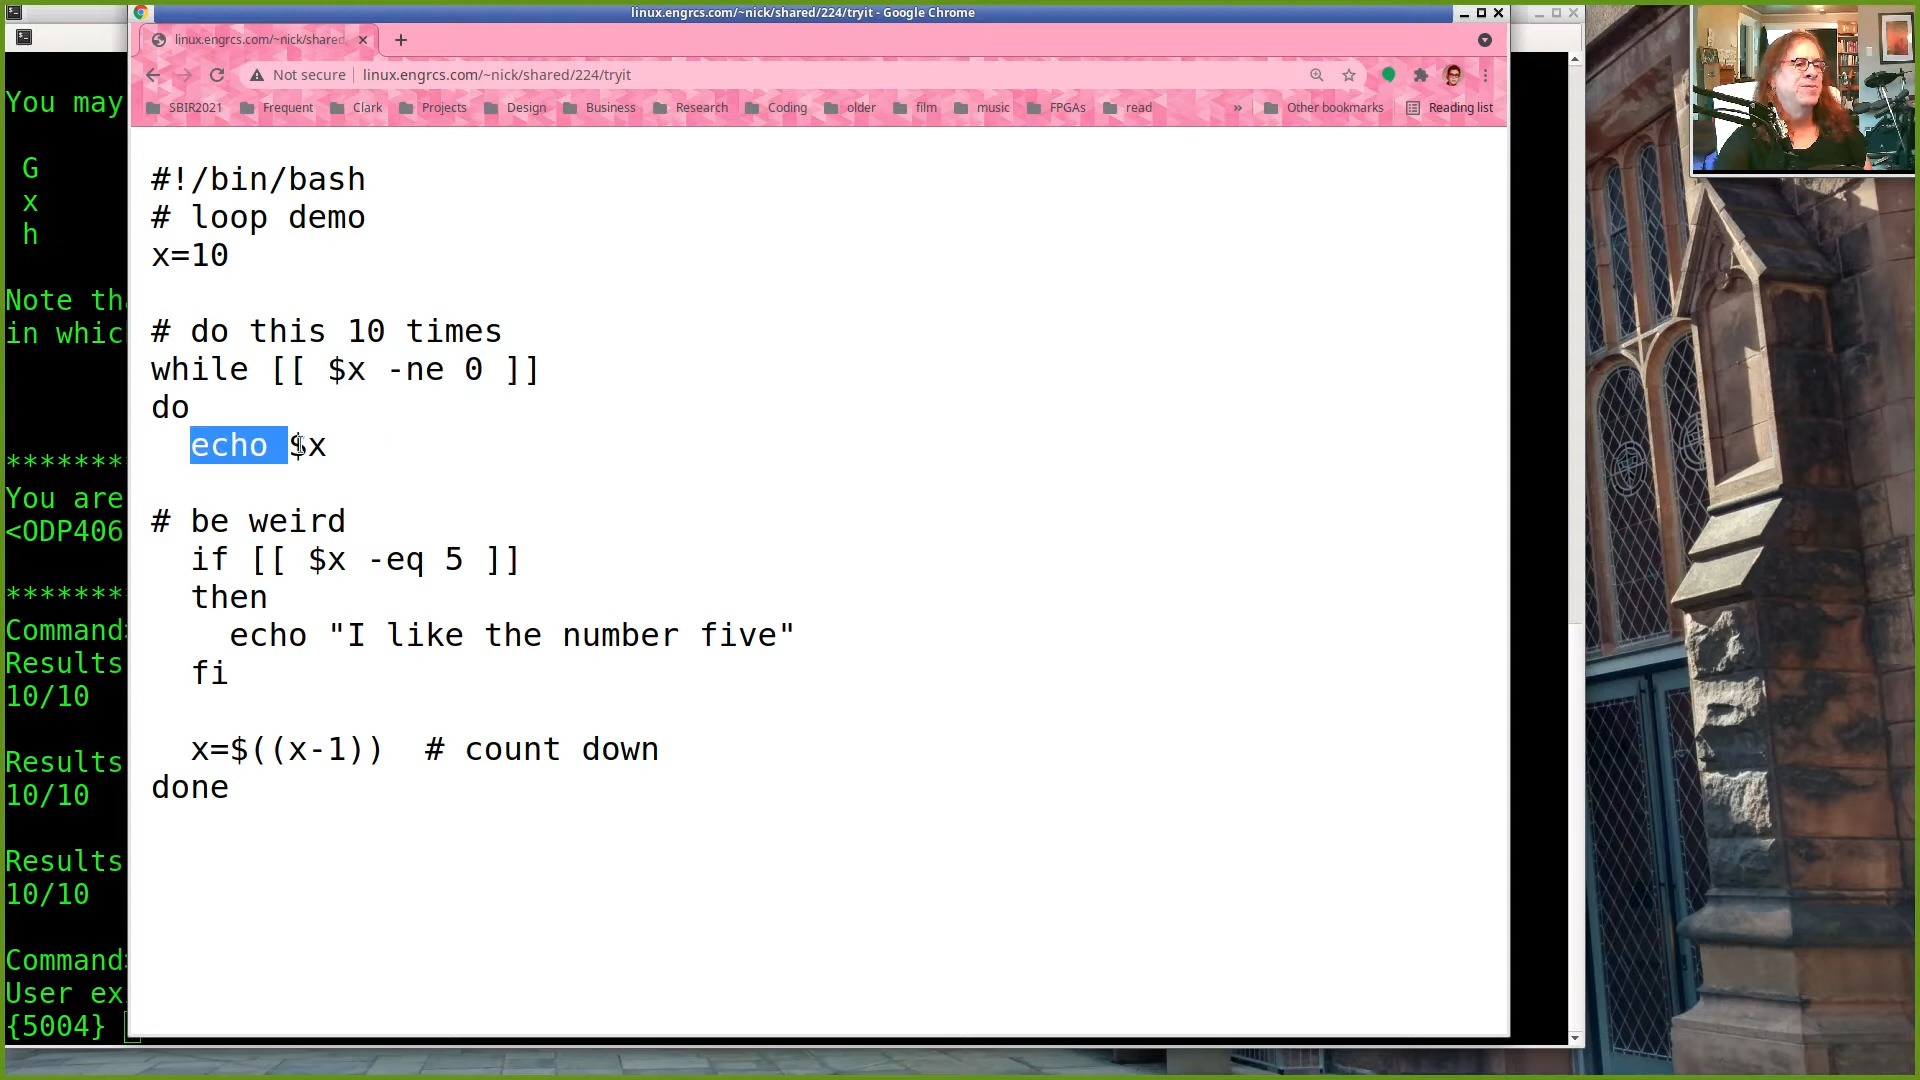 linux.engrcs.com/~nick/shared/224/tryit - Google Chrome
linux.engrcs.com/~nick/shared
Not secure
linux.engrcs.com/~nick/shared/224/tryit
SBIR2021 Frequent Clark Projects Design Business Research Coding older film music FPGAs read » Other bookmarks Reading list
#!/bin/bash
# loop demo
x=10
# do this 10 times
while [[ $x -ne 0 ]]
do
echo $x
# be weird
if [[ $x -eq 5 ]]
then
echo "I like the number five"
fi
x=$((x-1))  # count down
done
You may
G
x
h
Note th
in whic
********
You are
<ODP406
********
Command
Results
10/10
Results
10/10
Results
10/10
Command
User ex
{5004}